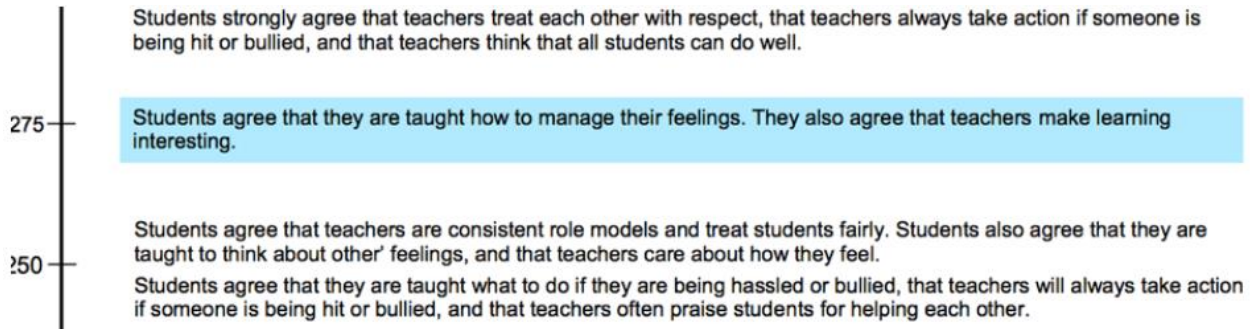 Students strongly agree that teachers treat each other with respect, that teachers always take action if someone is
being hit or bullied, and that teachers think that all students can do well.
275
Students agree that they are taught how to manage their feelings. They also agree that teachers make learning
interesting.
Students agree that teachers are consistent role models and treat students fairly. Students also agree that they are
taught to think about other' feelings, and that teachers care about how they feel.
250
Students agree that they are taught what to do if they are being hassled or bullied, that teachers will always take action
if someone is being hit or bullied, and that teachers often praise students for helping each other.